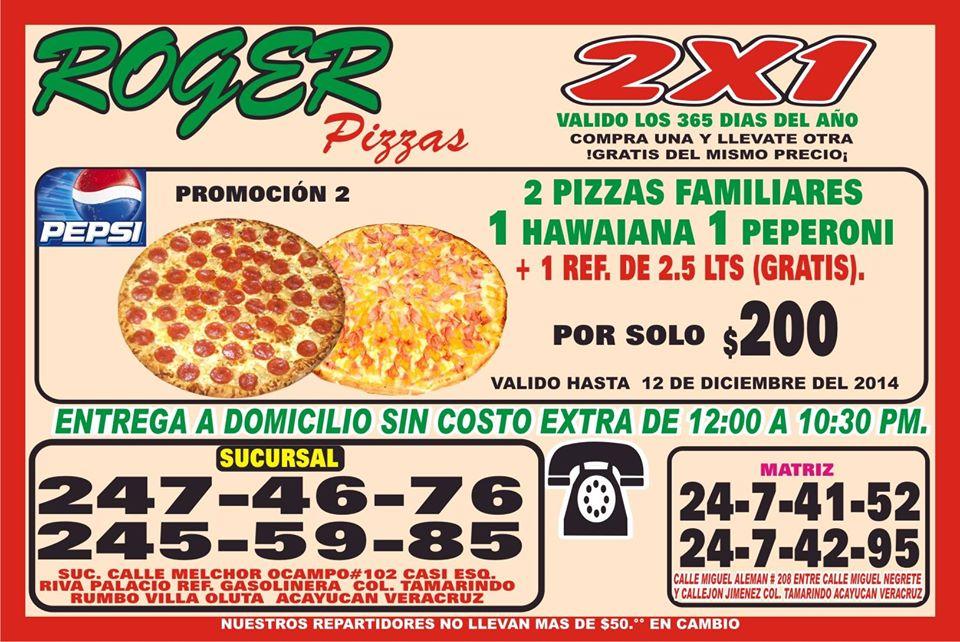 ROGER
Pizzas
2X1
VALIDO LOS 365 DIAS DEL AÑO
COMPRA UNA Y LLEVATE OTRA
!GRATIS DEL MISMO PRECIO¡
PEPSI
PROMOCIÓN 2
2 PIZZAS FAMILIARES
1 HAWAIANA 1 PEPERONI
+ 1 REF. DE 2.5 LTS (GRATIS).
POR SOLO $200
VALIDO HASTA 12 DE DICIEMBRE DEL 2014
ENTREGA A DOMICILIO SIN COSTO EXTRA DE 12:00 A 10:30 PM.
SUCURSAL
247-46-76
245-59-85
SUC. CALLE MELCHOR OCAMPO#102 CASI ESQ.
RIVA PALACIO REF. GASOLINERA COL. TAMARINDO
RUMBO VILLA OLUTA ACAYUCAN VERACRUZ
MATRIZ
24-7-41-52
24-7-42-95
CALLE MIGUEL ALEMAN # 208 ENTRE CALLE MIGUEL NEGRETE
Y CALLEJON JIMENEZ COL. TAMARINDO ACAYUCAN VERACRUZ
NUESTROS REPARTIDORES NO LLEVAN MAS DE $50.°° EN CAMBIO